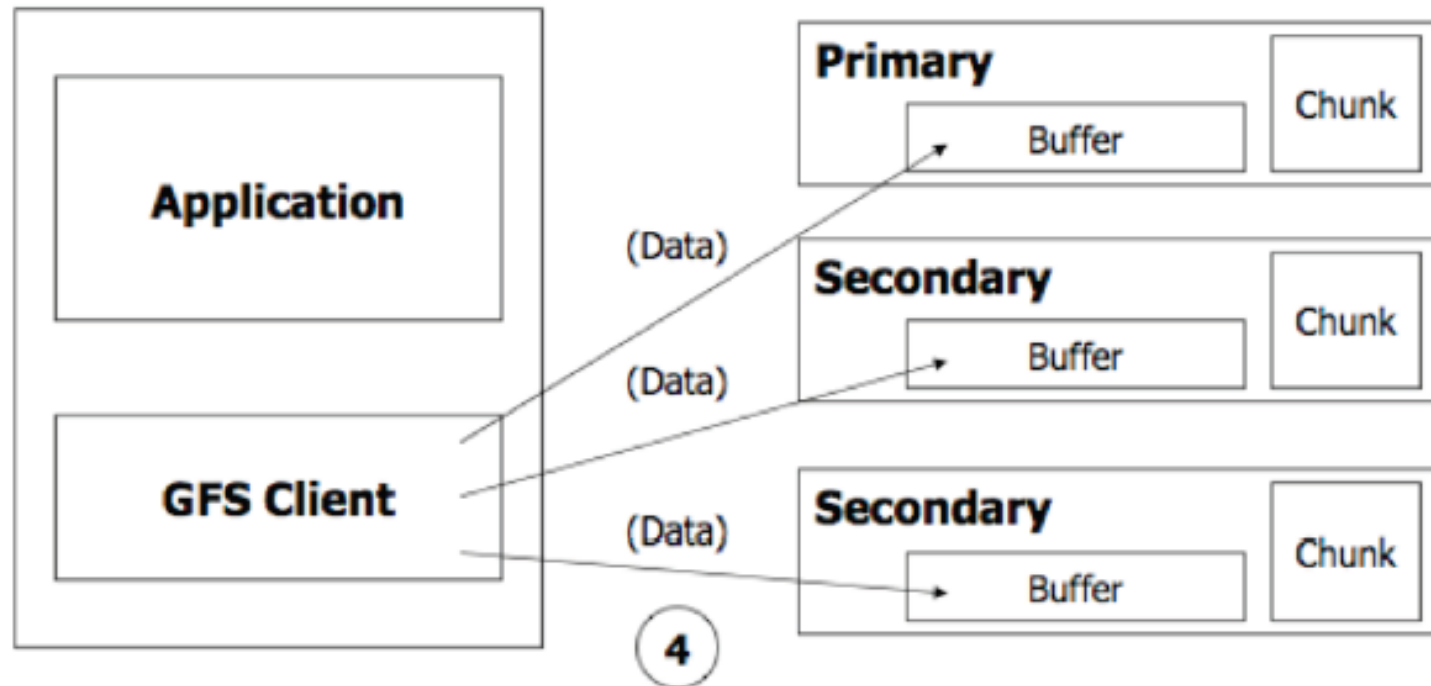 Primary
Chunk
Buffer
Application
(Data)
Secondary
Chunk
Buffer
(Data)
GFS Client
Secondary
(Data)
Chunk
Buffer
4